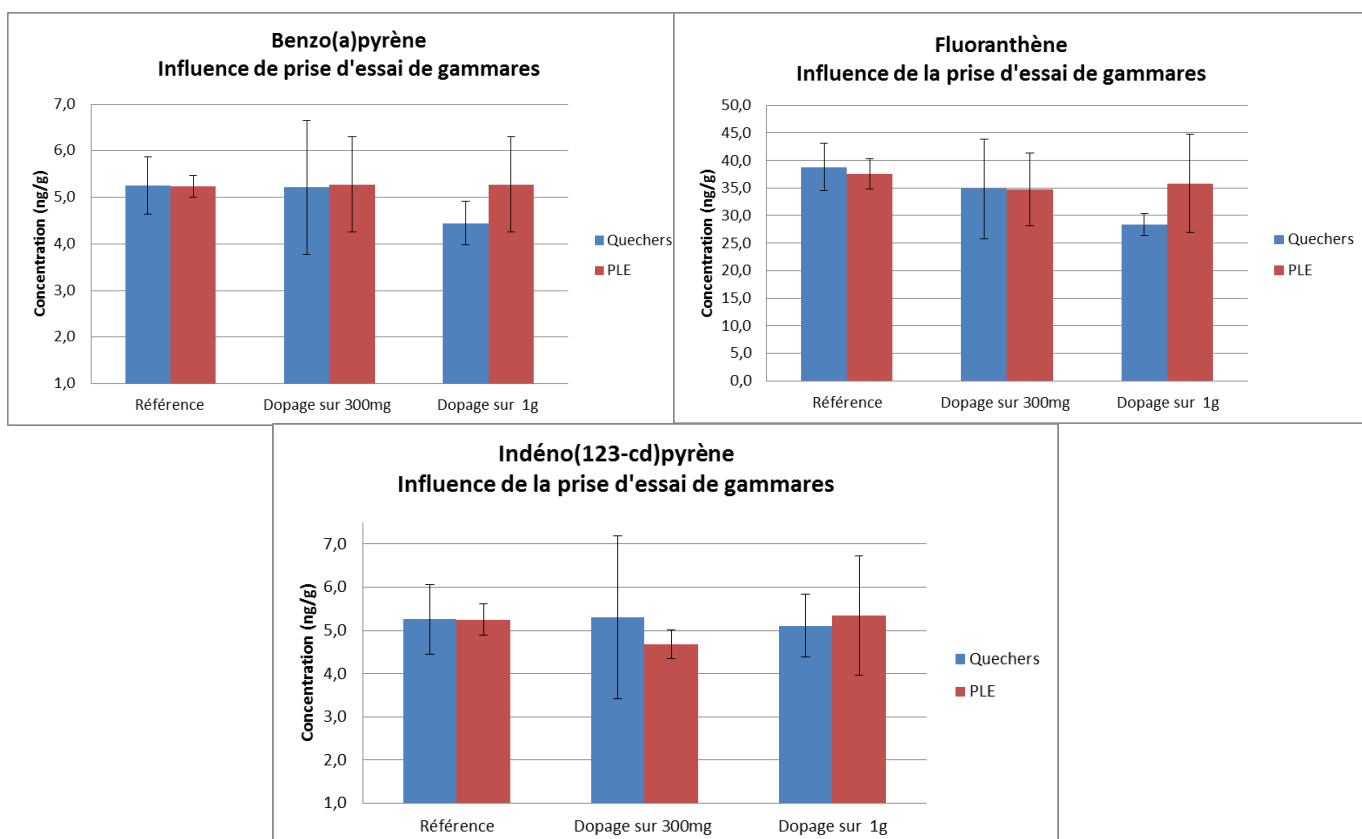 Benzo(a)pyrène
Influence de prise d'essai de gammares
Concentration (ng/g)
7,0
6,0
5,0
4,0
3,0
2,0
1,0
Référence
Dopage sur 300mg
Dopage sur 1g
Quechers
PLE
Fluoranthène
Influence de la prise d'essai de gammares
Concentration (ng/g)
50,0
45,0
40,0
35,0
30,0
25,0
20,0
15,0
10,0
5,0
0,0
Référence
Dopage sur 300mg
Dopage sur 1g
Quechers
PLE
Indéno(123-cd)pyrène
Influence de la prise d'essai de gammares
Concentration (ng/g)
7,0
6,0
5,0
4,0
3,0
2,0
1,0
Référence
Dopage sur 300mg
Dopage sur 1g
Quechers
PLE